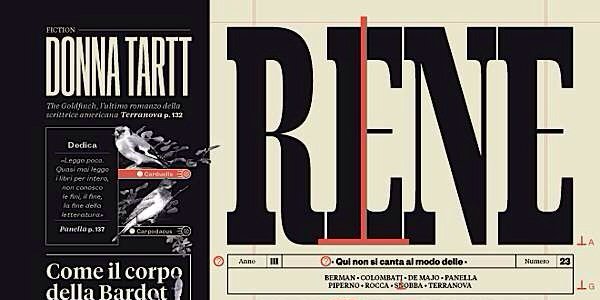 FICTION
DONNA TARTT
The Goldfinch, l'ultimo romanzo della
scrittrice americana Terranova p. 132
Dedica
«Leggo poco.
Quasi mai leggo
i libri per intero,
non conosco
le fini, il fine,
la fine della
letteratura»
Panella p. 137
Carduelis
Carpodacus
Come il corpo
della Bardot
RENE
Anno III
Qui non si canta al modo delle
Numero 23
BERMAN • COLOMBATI • DE MAJO • PANELLA
PIPERNO • ROCCA • SNOBBA • TERRANOVA
A
G